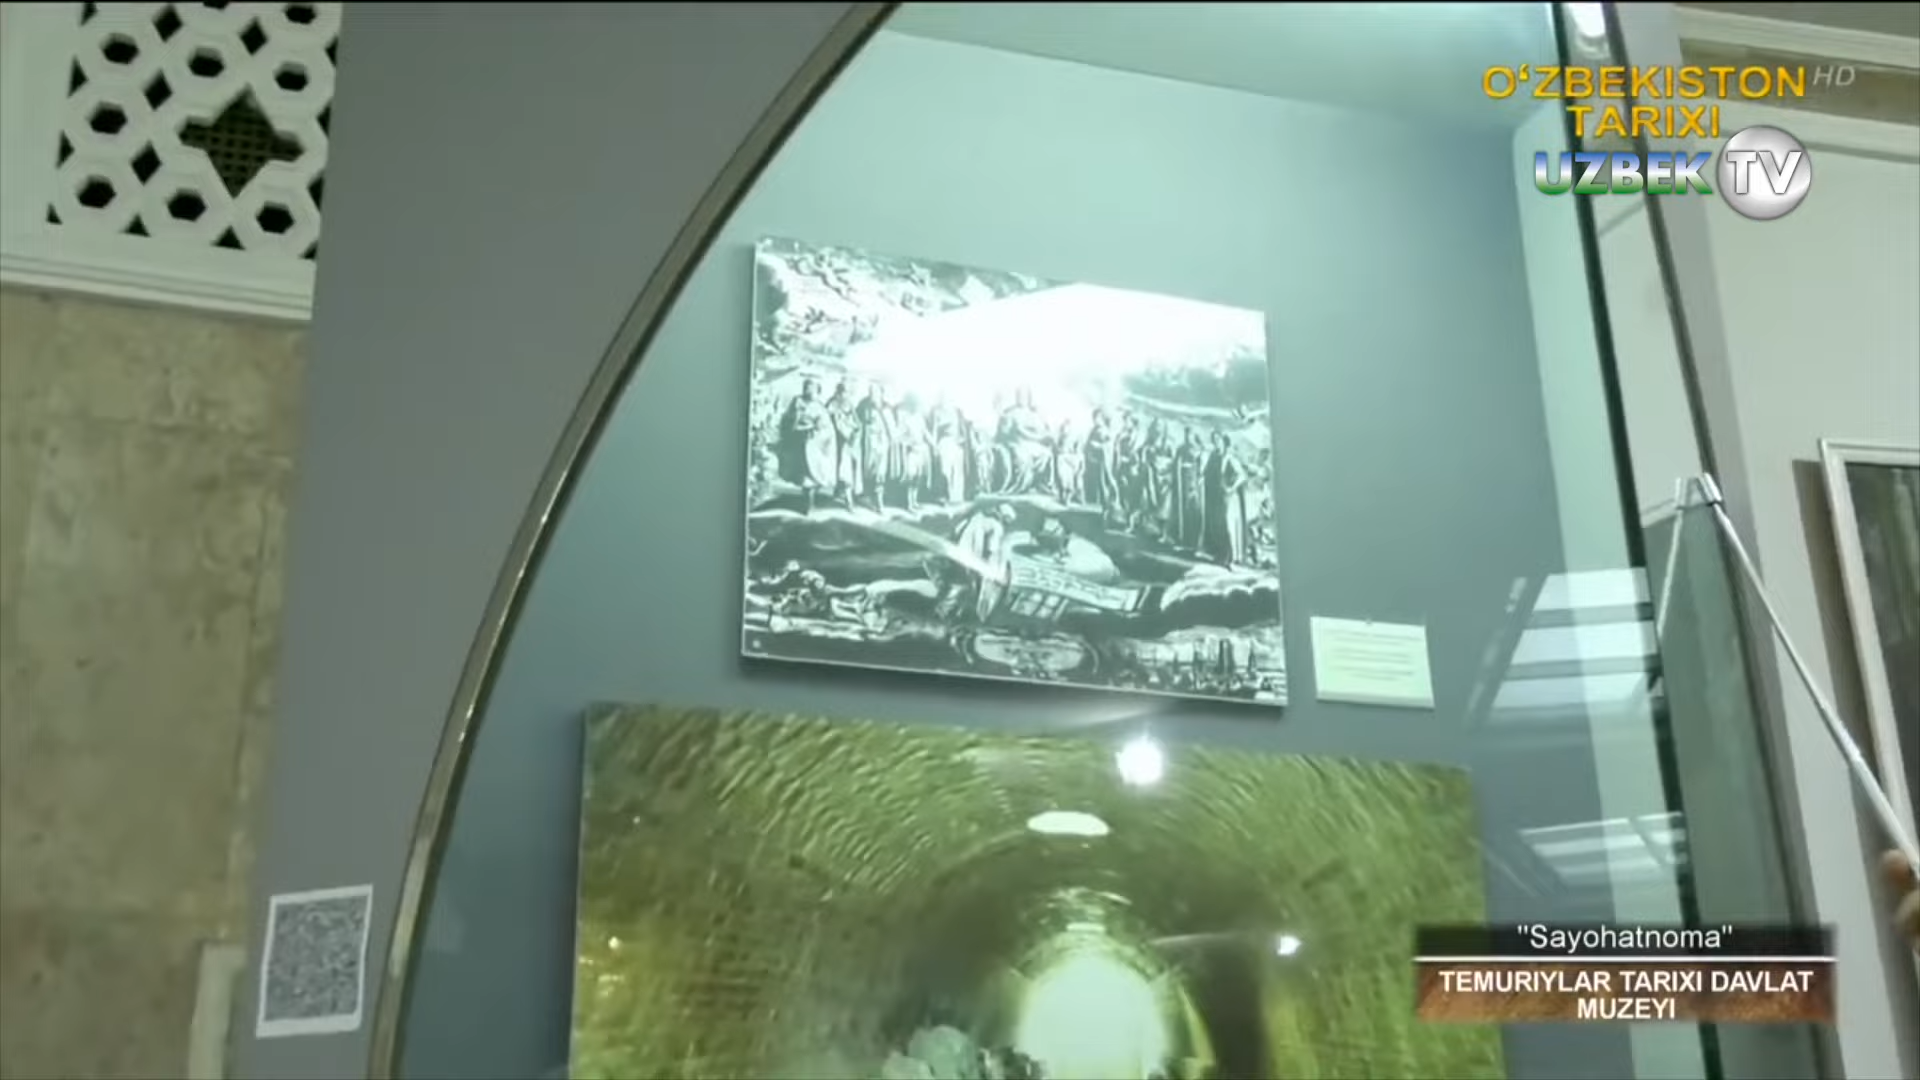 O‘ZBEKISTON HD
TARIXI
UZBEK TV
"Sayohatnoma"
TEMURIYLAR TARIXI DAVLAT
MUZEYI